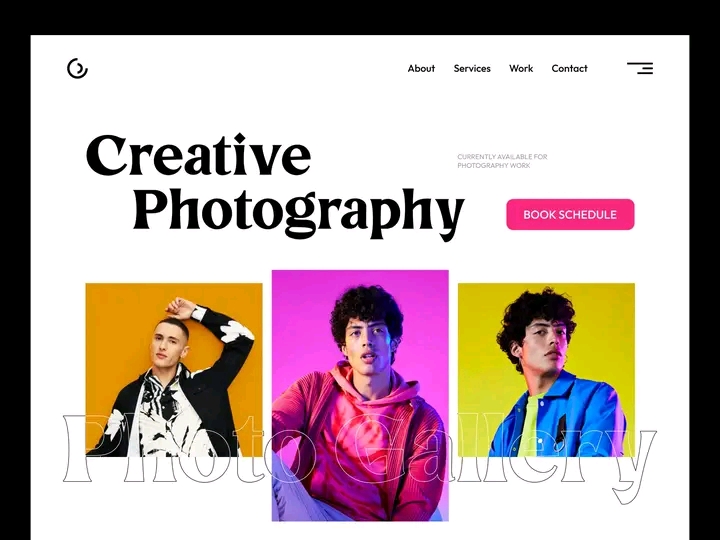 About Services Work Contact
Creative
Photography
CURRENTLY AVAILABLE FOR
PHOTOGRAPHY WORK
BOOK SCHEDULE
Photo Gallery